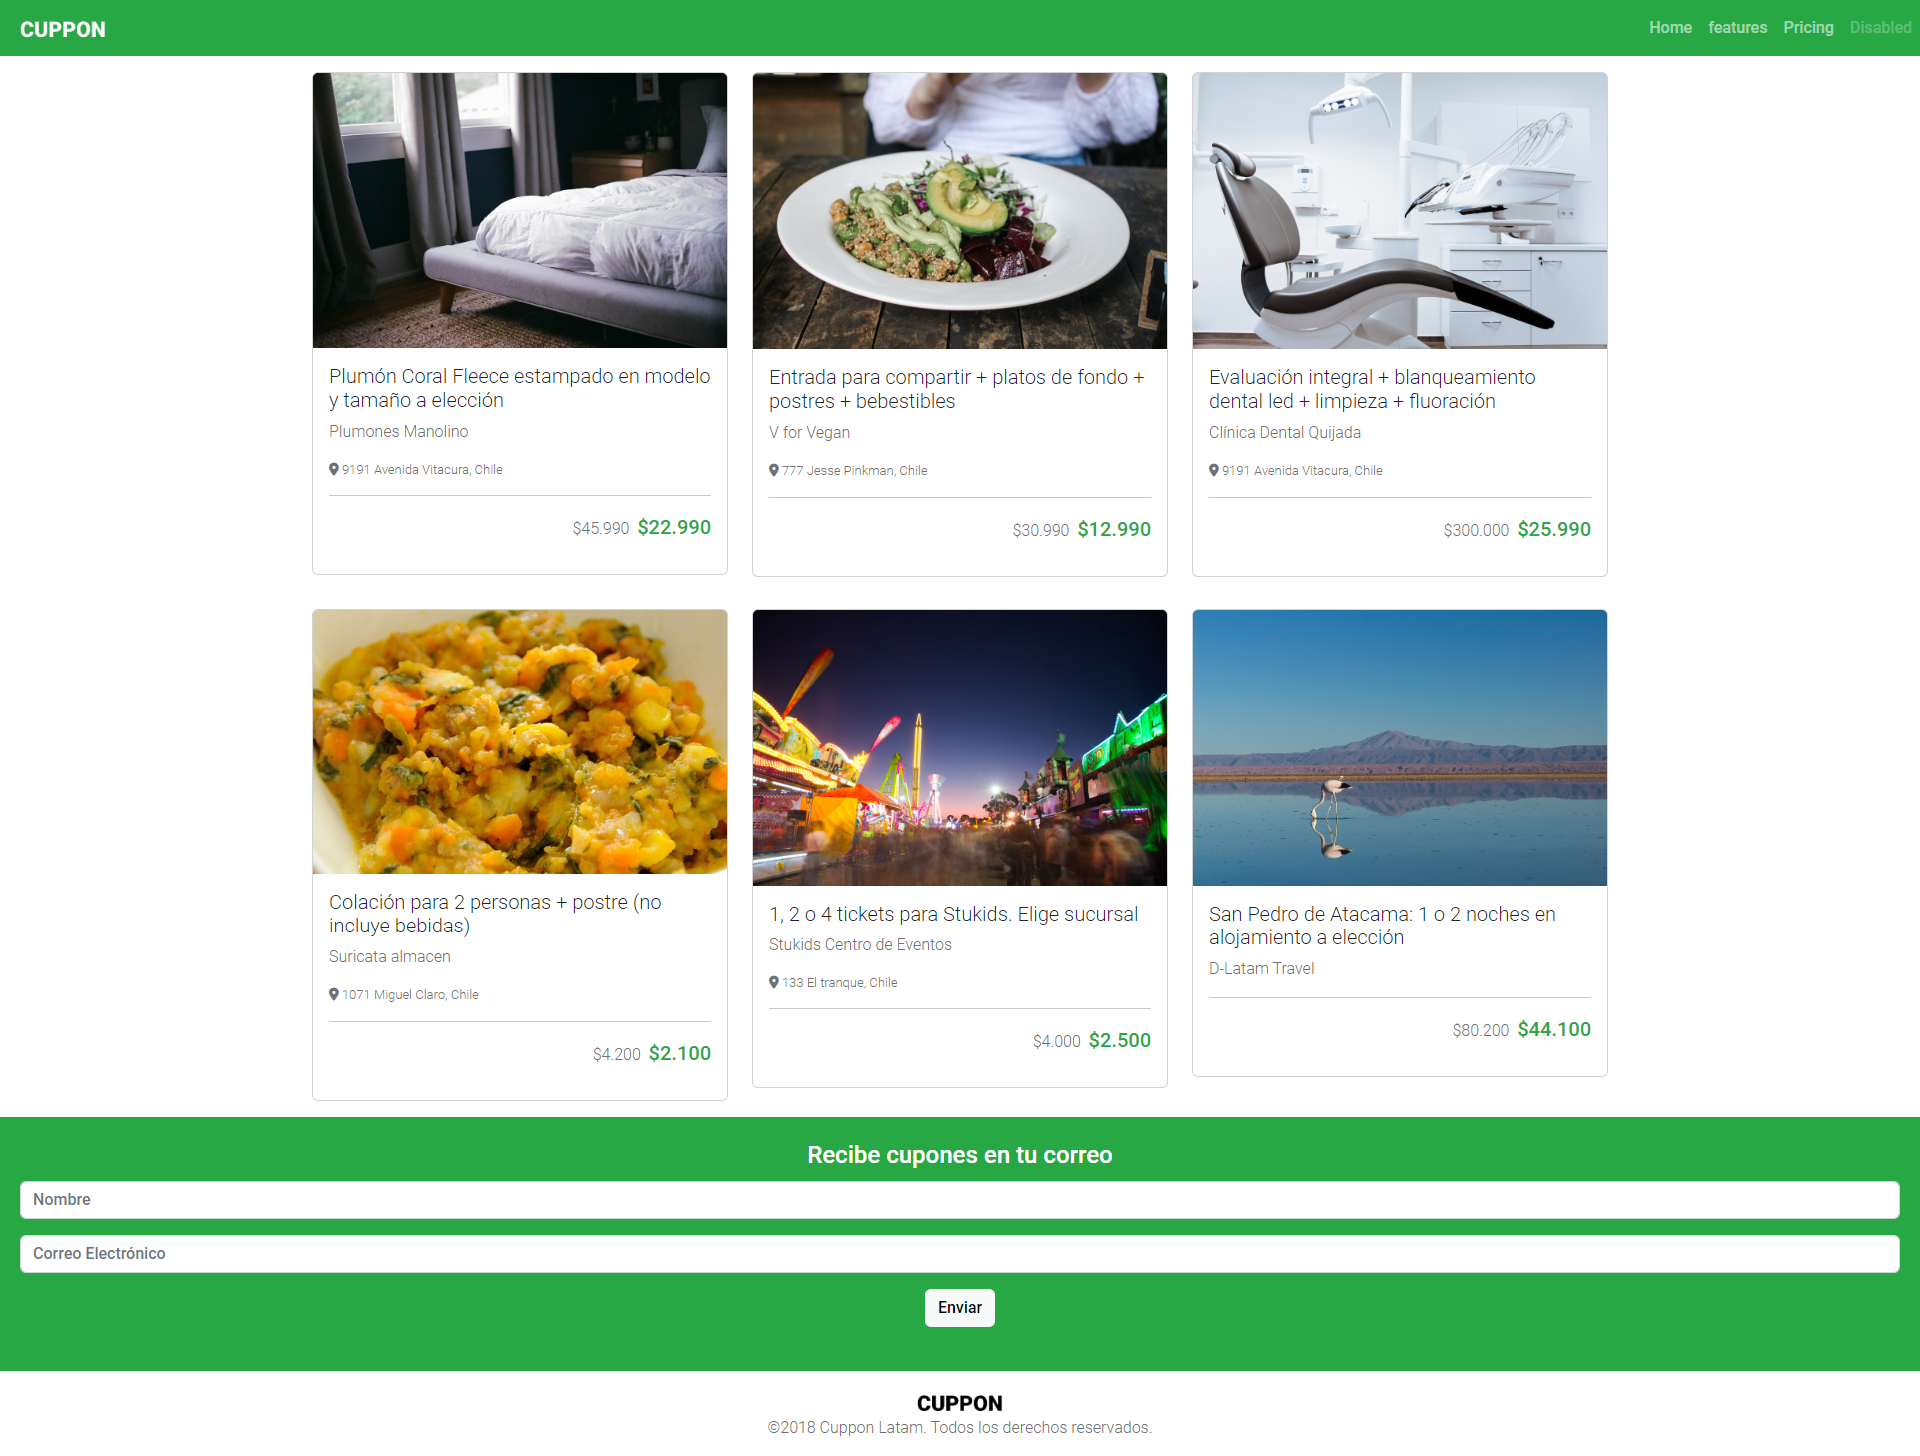 CUPPON
Home features Pricing Disabled
Plumón Coral Fleece estampado en modelo
y tamaño a elección
Plumones Manolino
9191 Avenida Vitacura, Chile
$45.990 $22.990
Entrada para compartir + platos de fondo +
postres + bebestibles
V for Vegan
777 Jesse Pinkman, Chile
$30.990 $12.990
Evaluación integral + blanqueamiento
dental led + limpieza + fluoración
Clínica Dental Quijada
9191 Avenida Vitacura, Chile
$300.000 $25.990
Colación para 2 personas + postre (no
incluye bebidas)
Suricata almacen
1071 Miguel Claro, Chile
$4.200 $2.100
1, 2 o 4 tickets para Stukids. Elige sucursal
Stukids Centro de Eventos
133 El tranque, Chile
$4.000 $2.500
San Pedro de Atacama: 1 o 2 noches en
alojamiento a elección
D-Latam Travel
$80.200 $44.100
Recibe cupones en tu correo
Nombre
Correo Electrónico
Enviar
CUPPON
©2018 Cuppon Latam. Todos los derechos reservados.